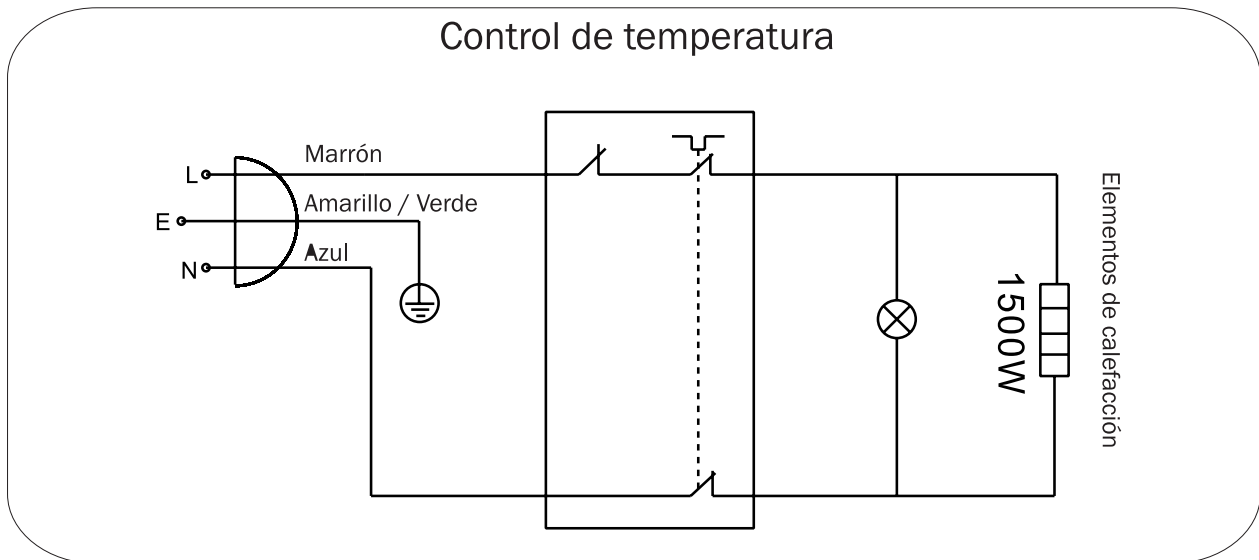 Control de temperatura
Marrón
L
Amarillo / Verde
E
Azul
N
1500W
Elementos de calefacción